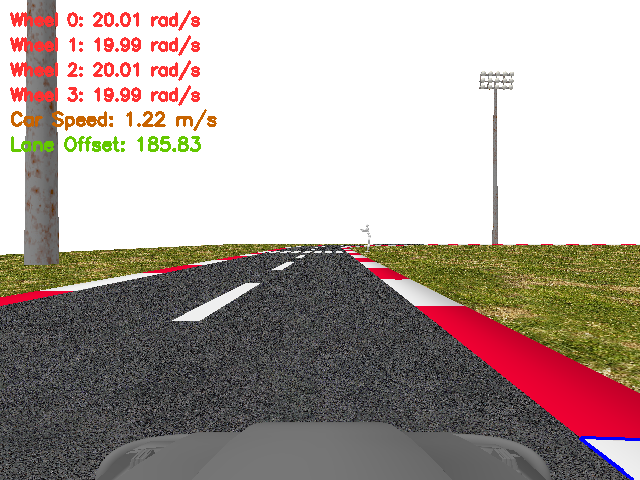 Wheel 0: 20.01 rad/s
Wheel 1: 19.99 rad/s
Wheel 2: 20.01 rad/s
Wheel 3: 19.99 rad/s
Car Speed: 1.22 m/s
Lane Offset: 185.83